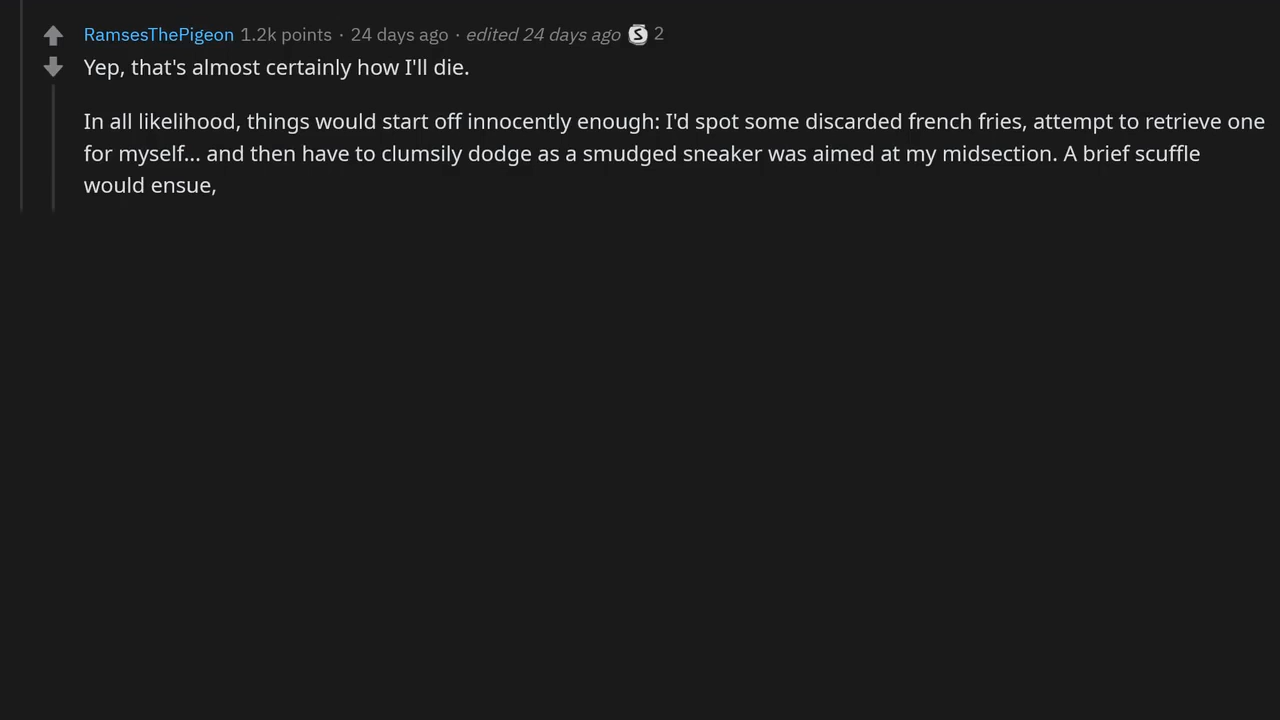 RamsesThePigeon 1.2k points · 24 days ago · edited 24 days ago S 2
Yep, that's almost certainly how I'll die.
In all likelihood, things would start off innocently enough: I'd spot some discarded french fries, attempt to retrieve one
for myself... and then have to clumsily dodge as a smudged sneaker was aimed at my midsection. A brief scuffle
would ensue,